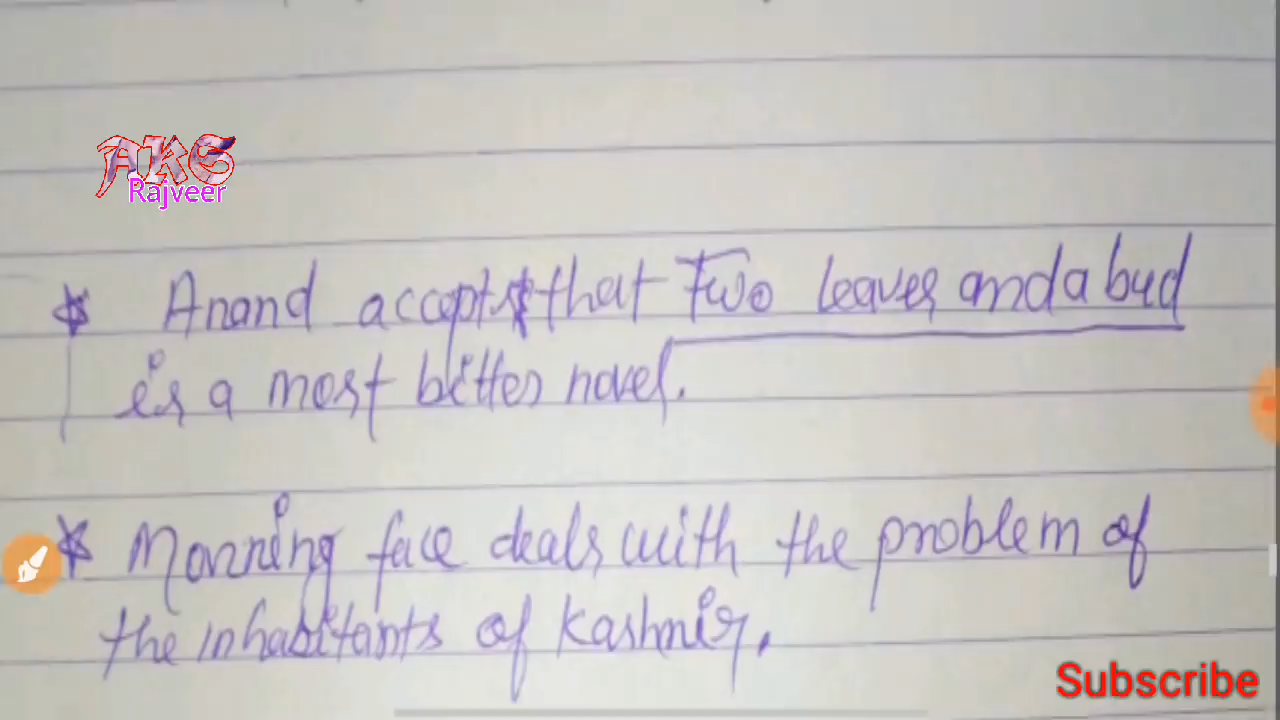 AKS
Rajveer
* Anand accepts that Two leaves and a bud
is a most bitter novel.
* Morning face deals with the problem of
the inhabitants of Kashmir.
Subscribe